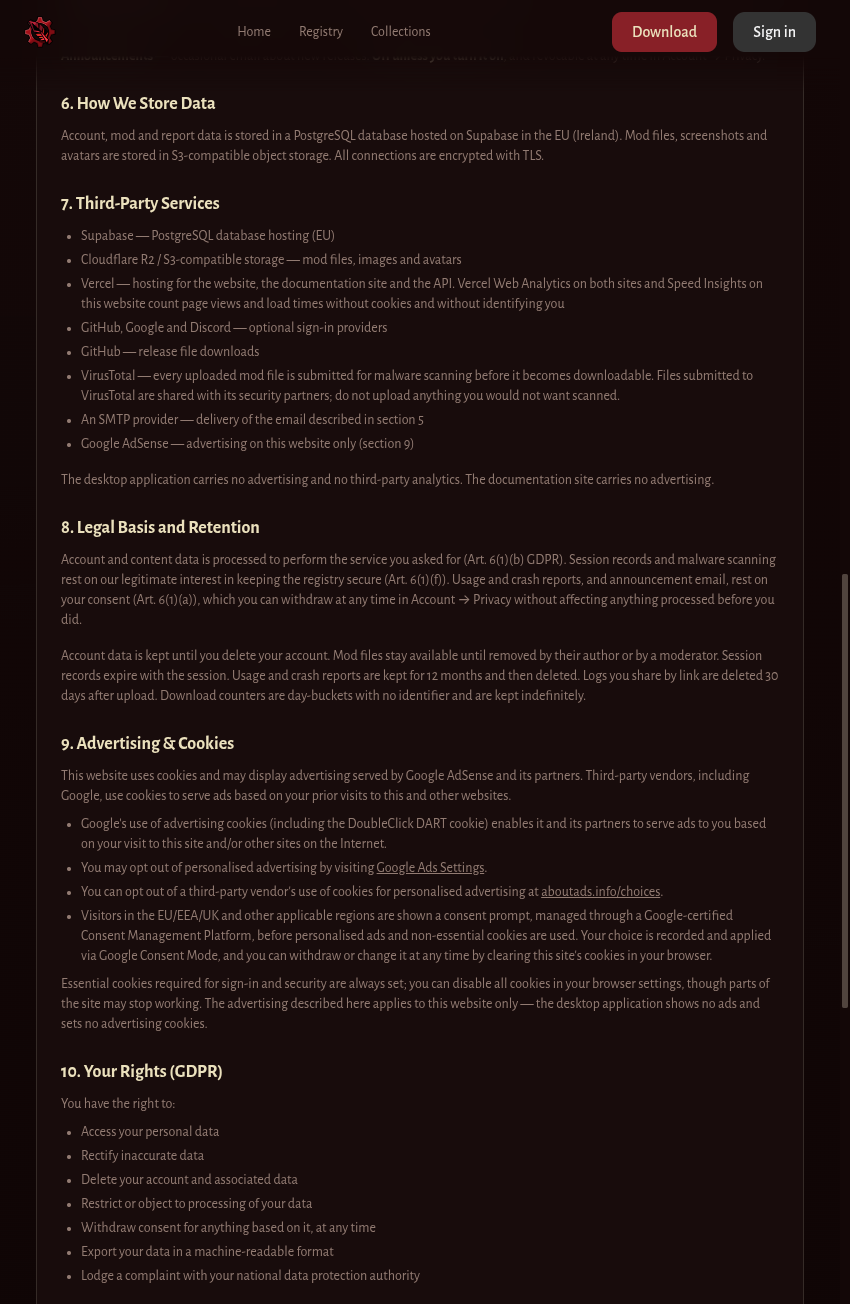 Home
Registry
Collections
Download
Sign in
6. How We Store Data
Account, mod and report data is stored in a PostgreSQL database hosted on Supabase in the EU (Ireland). Mod files, screenshots and
avatars are stored in S3-compatible object storage. All connections are encrypted with TLS.
7. Third-Party Services
• Supabase — PostgreSQL database hosting (EU)
• Cloudflare R2 / S3-compatible storage — mod files, images and avatars
• Vercel — hosting for the website, the documentation site and the API. Vercel Web Analytics on both sites and Speed Insights on
this website count page views and load times without cookies and without identifying you
• GitHub, Google and Discord — optional sign-in providers
• GitHub — release file downloads
• VirusTotal — every uploaded mod file is submitted for malware scanning before it becomes downloadable. Files submitted to
VirusTotal are shared with its security partners; do not upload anything you would not want scanned.
• An SMTP provider — delivery of the email described in section 5
• Google AdSense — advertising on this website only (section 9)
The desktop application carries no advertising and no third-party analytics. The documentation site carries no advertising.
8. Legal Basis and Retention
Account and content data is processed to perform the service you asked for (Art. 6(1)(b) GDPR). Session records and malware scanning
rest on our legitimate interest in keeping the registry secure (Art. 6(1)(f)). Usage and crash reports, and announcement email, rest on
your consent (Art. 6(1)(a)), which you can withdraw at any time in Account → Privacy without affecting anything processed before you
did.
Account data is kept until you delete your account. Mod files stay available until removed by their author or by a moderator. Session
records expire with the session. Usage and crash reports are kept for 12 months and then deleted. Logs you share by link are deleted 30
days after upload. Download counters are day-buckets with no identifier and are kept indefinitely.
9. Advertising & Cookies
This website uses cookies and may display advertising served by Google AdSense and its partners. Third-party vendors, including
Google, use cookies to serve ads based on your prior visits to this and other websites.
• Google's use of advertising cookies (including the DoubleClick DART cookie) enables it and its partners to serve ads to you based
on your visit to this site and/or other sites on the Internet.
• You may opt out of personalised advertising by visiting Google Ads Settings.
• You can opt out of a third-party vendor's use of cookies for personalised advertising at aboutads.info/choices.
• Visitors in the EU/EEA/UK and other applicable regions are shown a consent prompt, managed through a Google-certified
Consent Management Platform, before personalised ads and non-essential cookies are used. Your choice is recorded and applied
via Google Consent Mode, and you can withdraw or change it at any time by clearing this site's cookies in your browser.
Essential cookies required for sign-in and security are always set; you can disable all cookies in your browser settings, though parts of
the site may stop working. The advertising described here applies to this website only — the desktop application shows no ads and
sets no advertising cookies.
10. Your Rights (GDPR)
You have the right to:
• Access your personal data
• Rectify inaccurate data
• Delete your account and associated data
• Restrict or object to processing of your data
• Withdraw consent for anything based on it, at any time
• Export your data in a machine-readable format
• Lodge a complaint with your national data protection authority